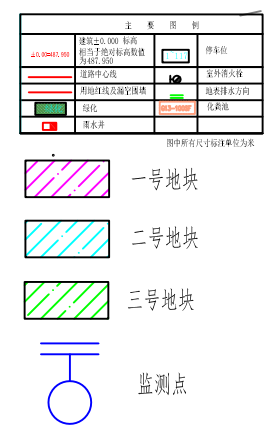 主 要 图 例
±0.00=487.950
建筑±0.000 标高
相当于绝对标高数值
为487.950
停车位
道路中心线
室外消火栓
用地红线及漏空围墙
地表排水方向
绿化
化粪池
雨水井
图中所有尺寸标注单位为米
一号地块
二号地块
三号地块
监测点